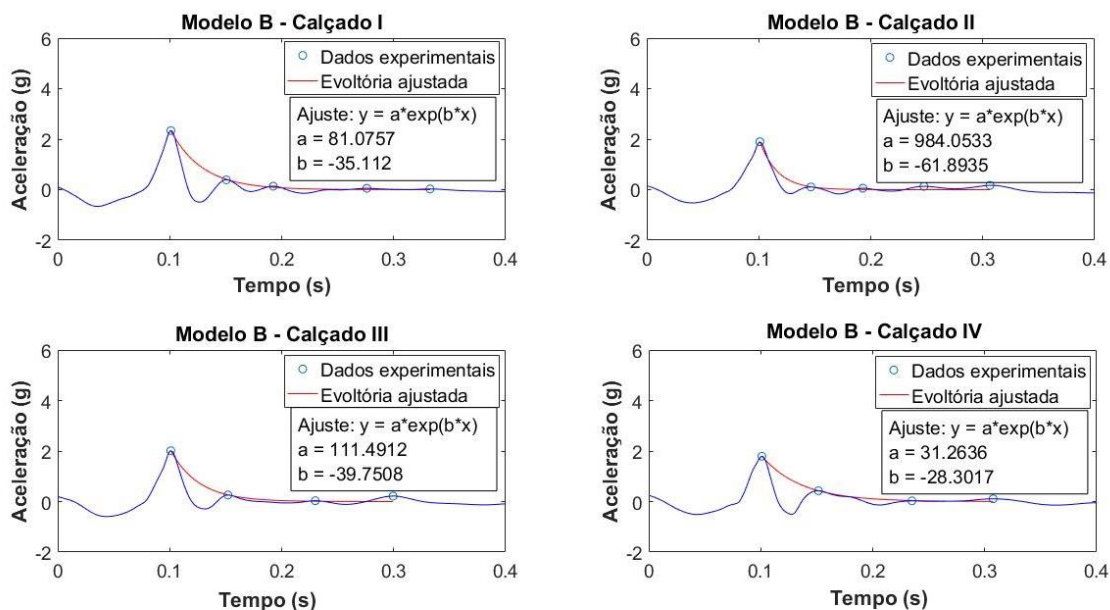 Modelo B - Calçado I
6
4
2
0
-2
Aceleração (g)
Dados experimentais
Evoltória ajustada
Ajuste: y = a*exp(b*x)
a = 81.0757
b = -35.112
0 0.1 0.2 0.3 0.4
Tempo (s)
Modelo B - Calçado II
6
4
2
0
-2
Aceleração (g)
Dados experimentais
Evoltória ajustada
Ajuste: y = a*exp(b*x)
a = 984.0533
b = -61.8935
0 0.1 0.2 0.3 0.4
Tempo (s)
Modelo B - Calçado III
6
4
2
0
-2
Aceleração (g)
Dados experimentais
Evoltória ajustada
Ajuste: y = a*exp(b*x)
a = 111.4912
b = -39.7508
0 0.1 0.2 0.3 0.4
Tempo (s)
Modelo B - Calçado IV
6
4
2
0
-2
Aceleração (g)
Dados experimentais
Evoltória ajustada
Ajuste: y = a*exp(b*x)
a = 31.2636
b = -28.3017
0 0.1 0.2 0.3 0.4
Tempo (s)